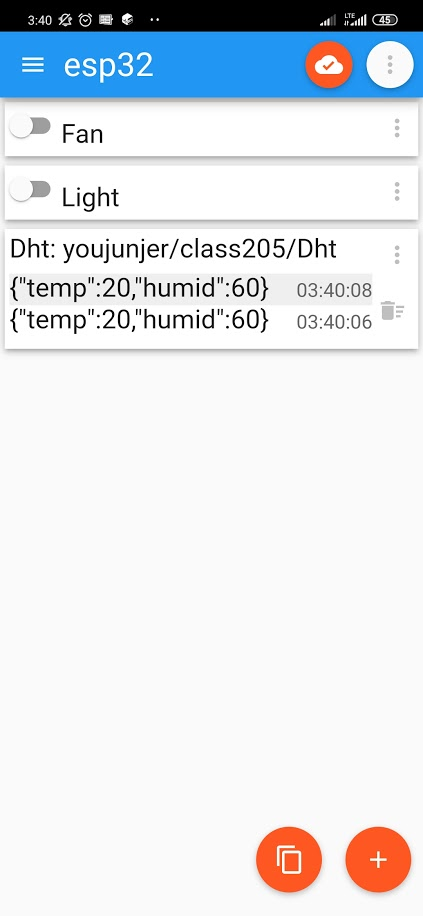 3:40
LTE
45
esp32
Fan
Light
Dht: youjunjer/class205/Dht
{"temp":20,"humid":60} 03:40:08
{"temp":20,"humid":60} 03:40:06